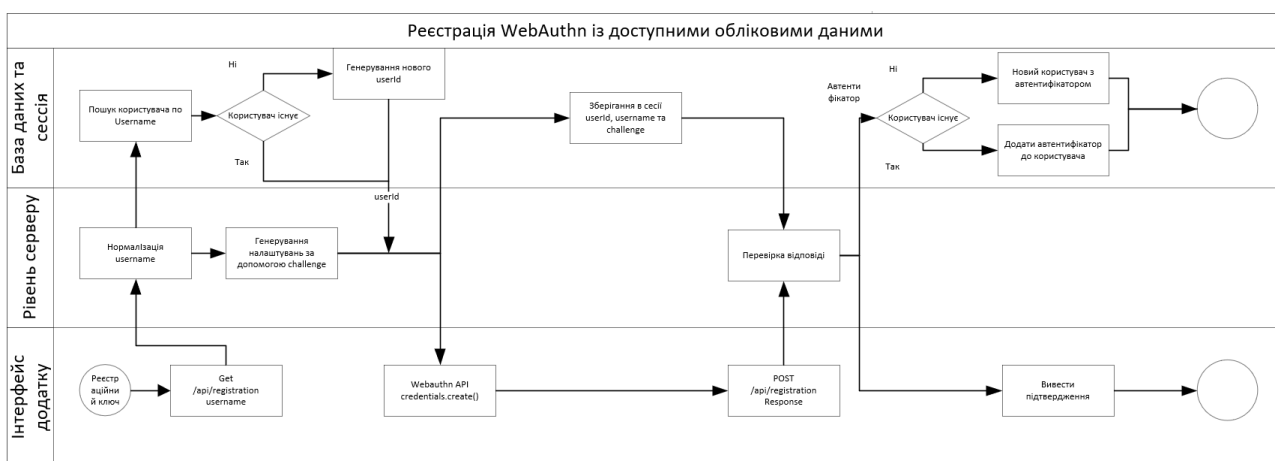 Реєстрація WebAuthn із доступними обліковими даними
База даних та
сессія
Пошук користувача по
Username
Користувач існує
Ні
Так
Генерування нового
userId
userId
Зберігання в сесії
userId, username та
challenge
Автенти
фікатор
Користувач існує
Ні
Так
Новий користувач з
автентифікатором
Додати автентифікатор
до користувача
Рівень серверу
НормалІзація
username
Генерування
налаштувань за
допомогою challenge
Перевірка відповіді
Інтерфейс
додатку
Реєстр
аційни
й ключ
Get
/api/registration
username
Webauthn API
credentials.create()
POST
/api/registration
Response
Вивести
підтвердження